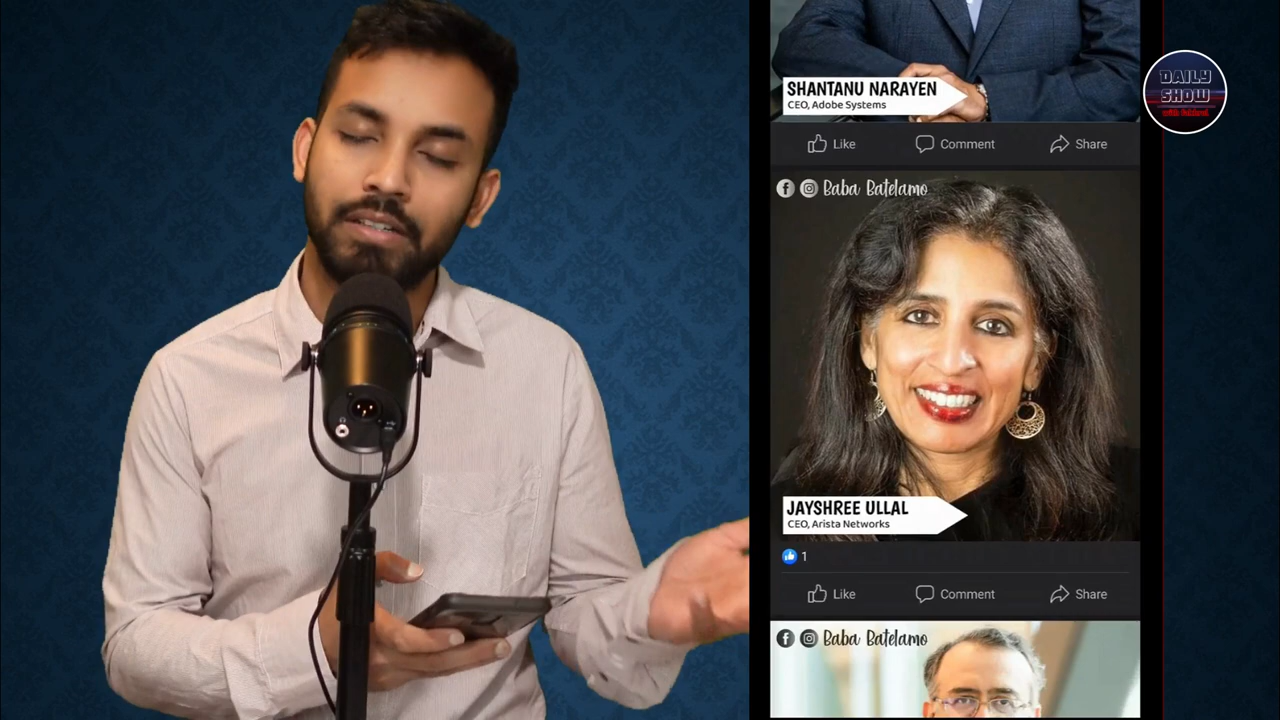 SHANTANU NARAYEN
CEO, Adobe Systems
Like
Comment
Share
Baba Batelamo
JAYSHREE ULLAL
CEO, Arista Networks
1
Like
Comment
Share
Baba Batelamo
DAILY
SHOW